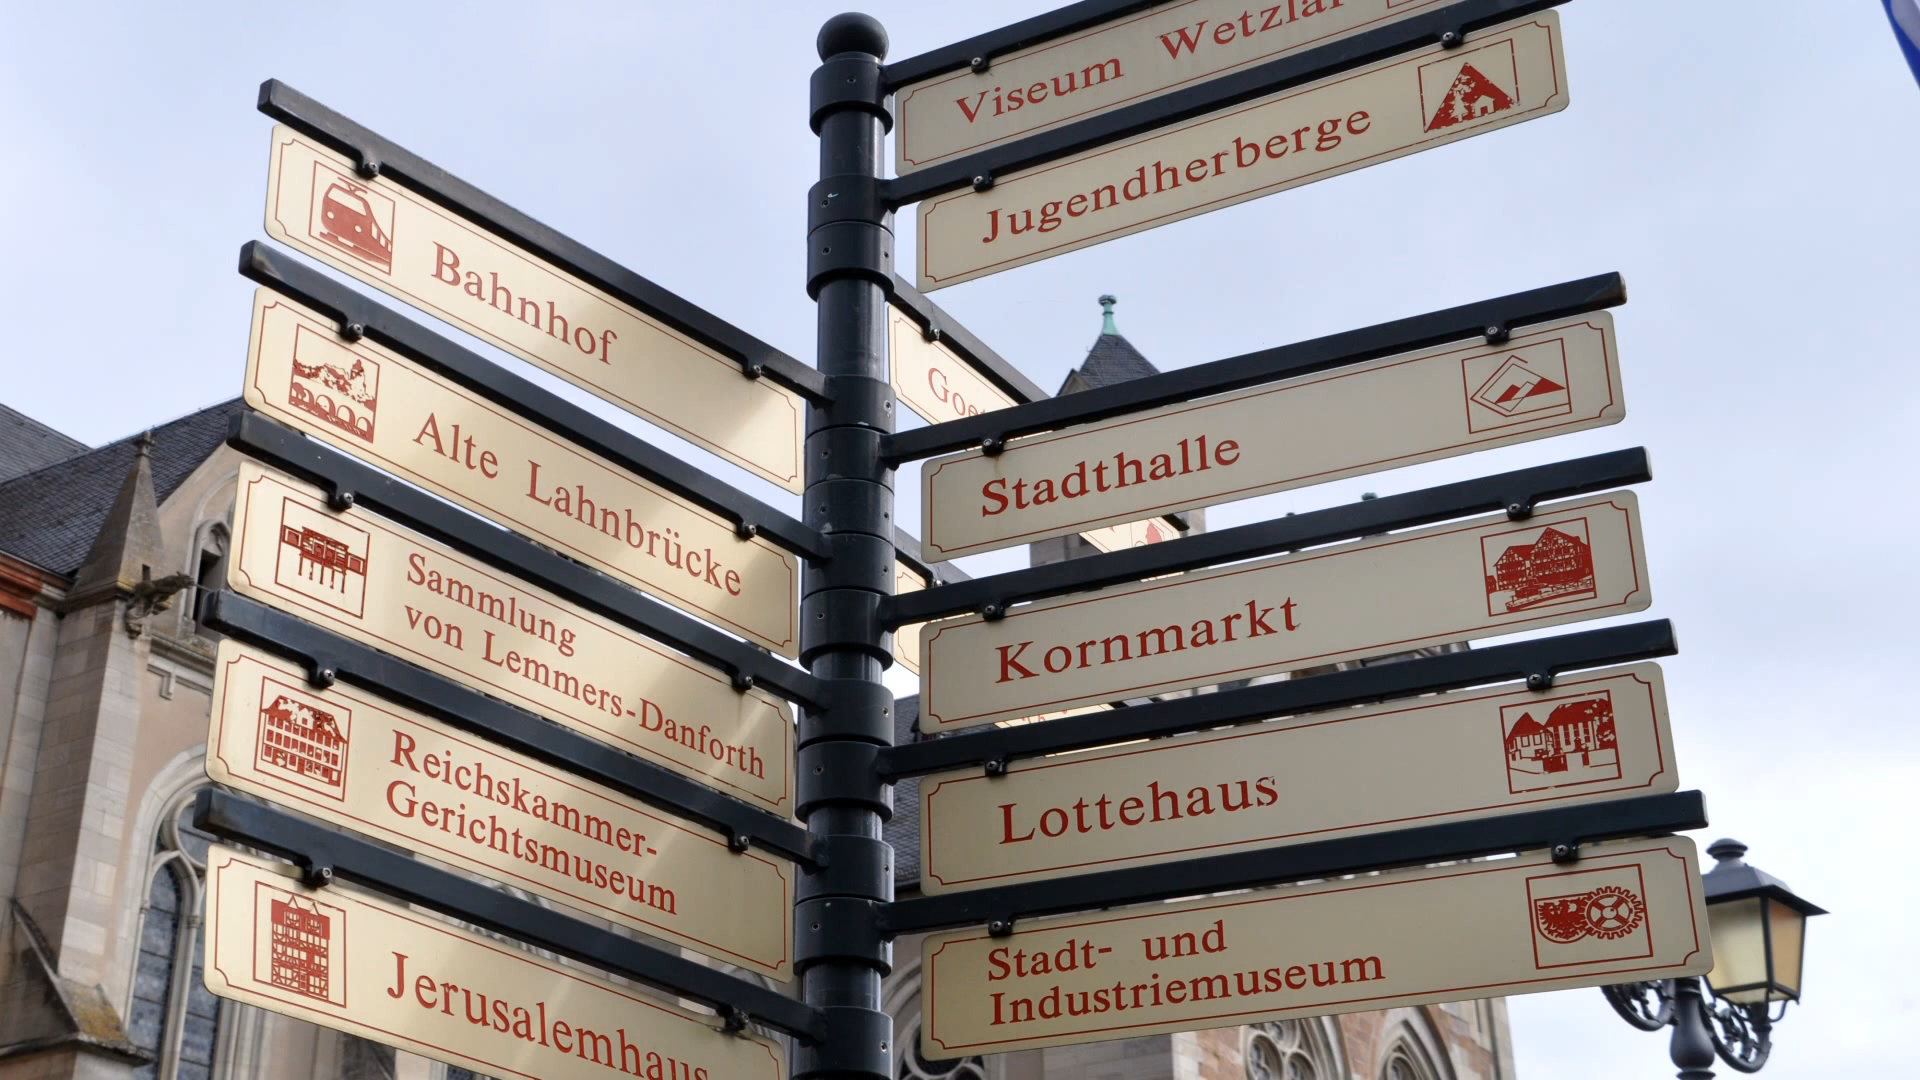 Viseum Wetzlar
Jugendherberge
Bahnhof
Alte Lahnbrücke
Sammlung
von Lemmers-Danforth
Reichskammer-
Gerichtsmuseum
Jerusalemhaus
Stadthalle
Kornmarkt
Lottehaus
Stadt- und
Industriemuseum